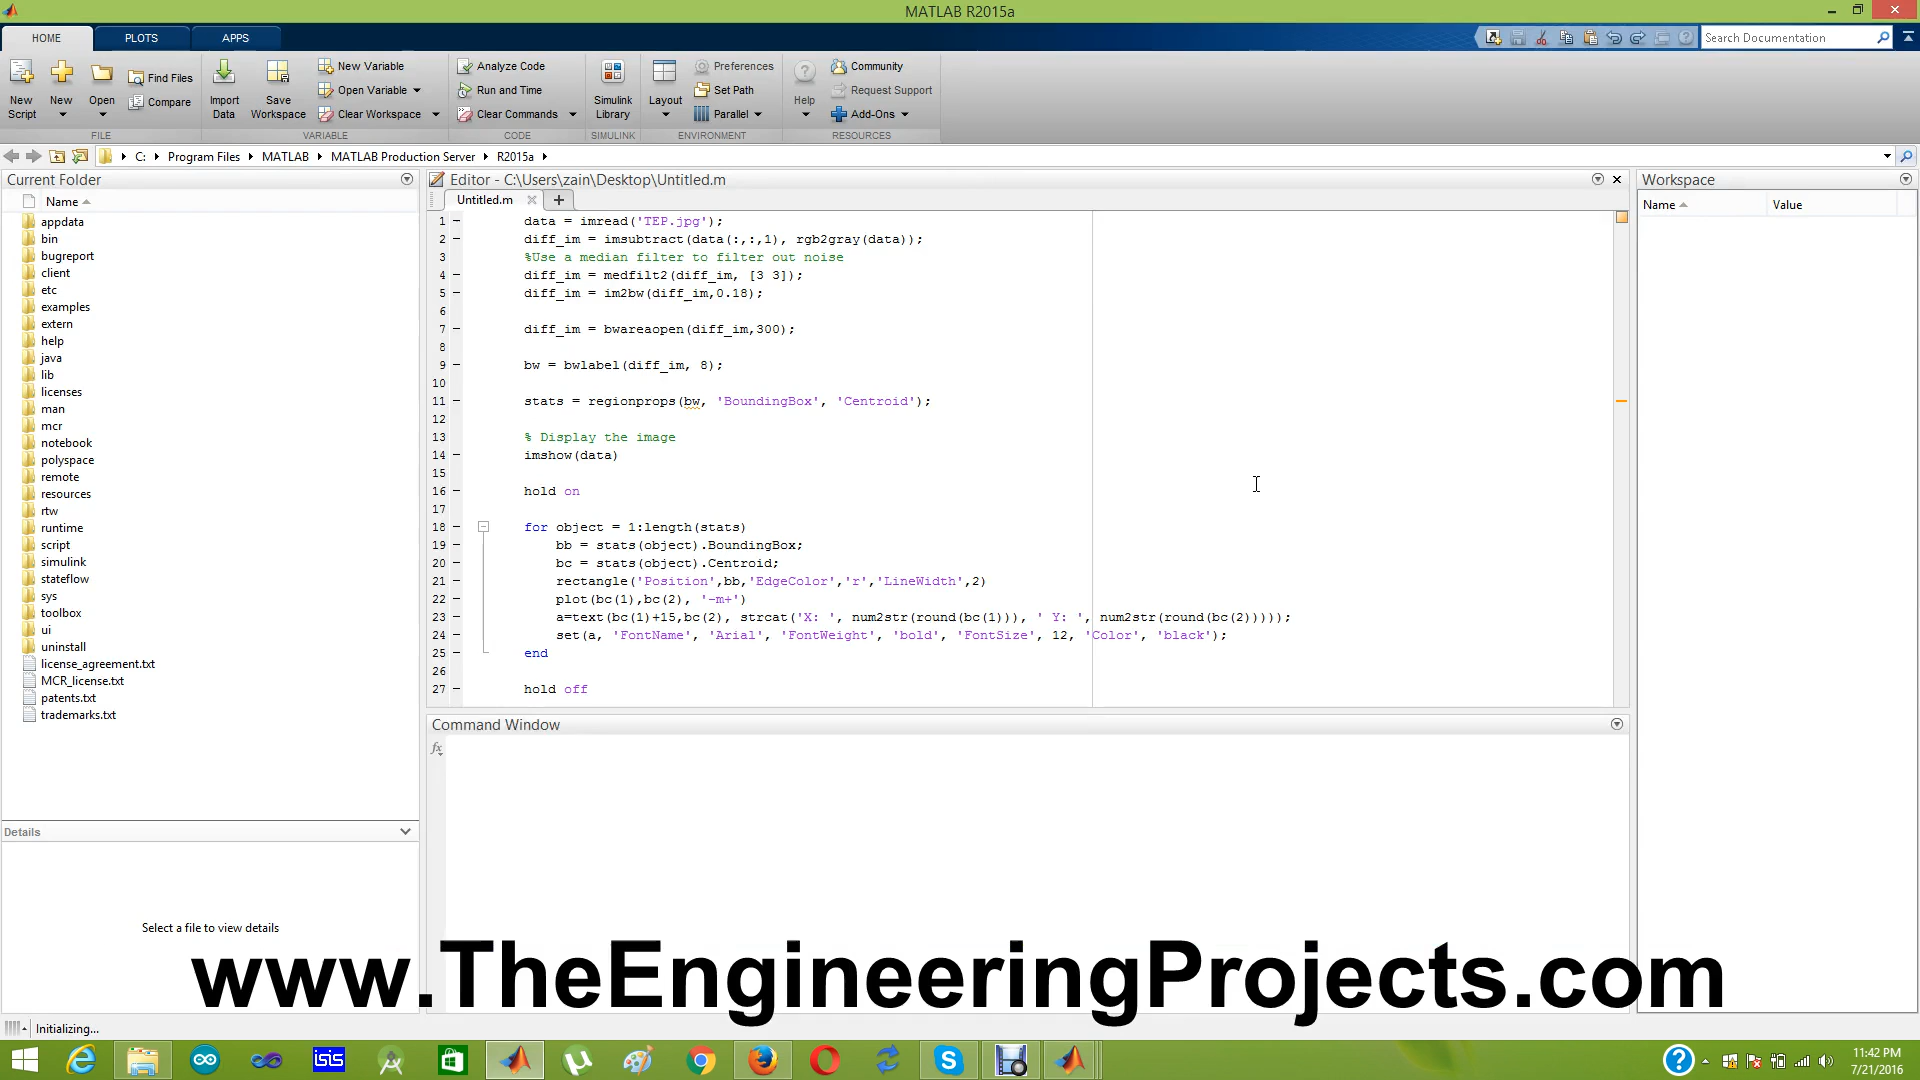 MATLAB R2015a
HOME
PLOTS
APPS
Search Documentation
New Script
New
Open
Find Files
Compare
FILE
Import Data
Save Workspace
New Variable
Open Variable
Clear Workspace
VARIABLE
Analyze Code
Run and Time
Clear Commands
CODE
Simulink Library
SIMULINK
Layout
Preferences
Set Path
Parallel
ENVIRONMENT
Help
Community
Request Support
Add-Ons
RESOURCES
C: Program Files MATLAB MATLAB Production Server R2015a
Current Folder
Name
appdata
bin
bugreport
client
etc
examples
extern
help
java
lib
licenses
man
mcr
notebook
polyspace
remote
resources
rtw
runtime
script
simulink
stateflow
sys
toolbox
ui
uninstall
license_agreement.txt
MCR_license.txt
patents.txt
trademarks.txt
Details
Select a file to view details
Editor - C:\Users\zain\Desktop\Untitled.m
Untitled.m
1 data = imread('TEP.jpg');
2 diff_im = imsubtract(data(:,:,1), rgb2gray(data));
3 %Use a median filter to filter out noise
4 diff_im = medfilt2(diff_im, [3 3]);
5 diff_im = im2bw(diff_im,0.18);
6
7 diff_im = bwareaopen(diff_im,300);
8
9 bw = bwlabel(diff_im, 8);
10
11 stats = regionprops(bw, 'BoundingBox', 'Centroid');
12
13 % Display the image
14 imshow(data)
15
16 hold on
17
18 for object = 1:length(stats)
19 bb = stats(object).BoundingBox;
20 bc = stats(object).Centroid;
21 rectangle('Position',bb,'EdgeColor','r','LineWidth',2)
22 plot(bc(1),bc(2), '-m+')
23 a=text(bc(1)+15,bc(2), strcat('X: ', num2str(round(bc(1))), ' Y: ', num2str(round(bc(2)))));
24 set(a, 'FontName', 'Arial', 'FontWeight', 'bold', 'FontSize', 12, 'Color', 'black');
25 end
26
27 hold off
Command Window
fx
Workspace
Name Value
www.TheEngineeringProjects.com
Initializing...
isis
11:42 PM
7/21/2016